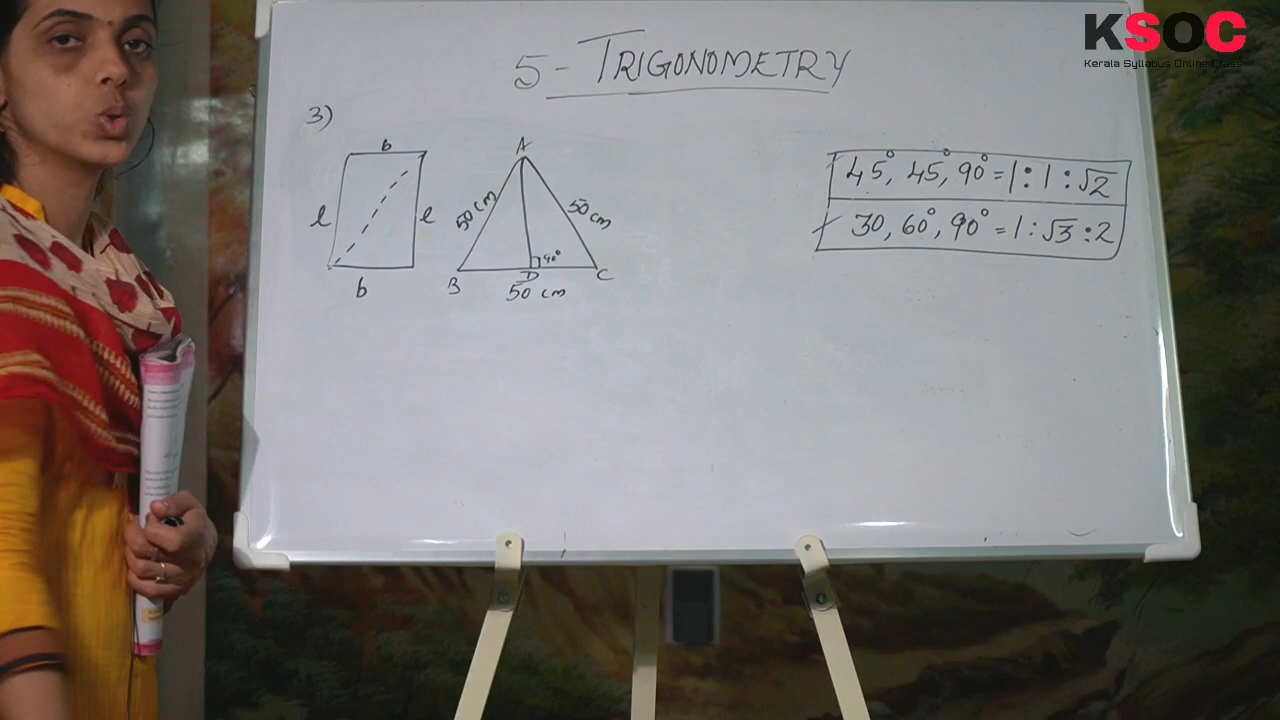 KSOC
Kerala Syllabus Online Class
5 - TRIGONOMETRY
3)
b
l
l
b
A
50 cm
50 cm
90°
B
D
C
50 cm
45°, 45°, 90° = 1 : 1 : √2
30, 60°, 90° = 1 : √3 : 2